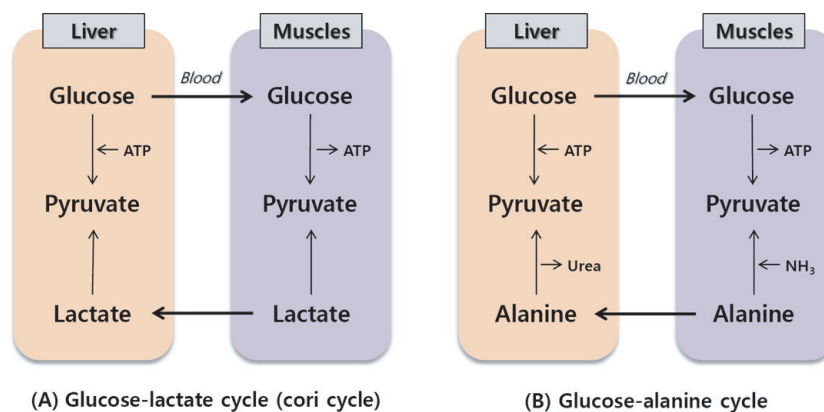 Liver
Muscles
Blood
Glucose
Glucose
ATP
ATP
Pyruvate
Pyruvate
Lactate
Lactate
(A) Glucose-lactate cycle (cori cycle)
Liver
Muscles
Blood
Glucose
Glucose
ATP
ATP
Pyruvate
Pyruvate
Urea
NH₃
Alanine
Alanine
(B) Glucose-alanine cycle